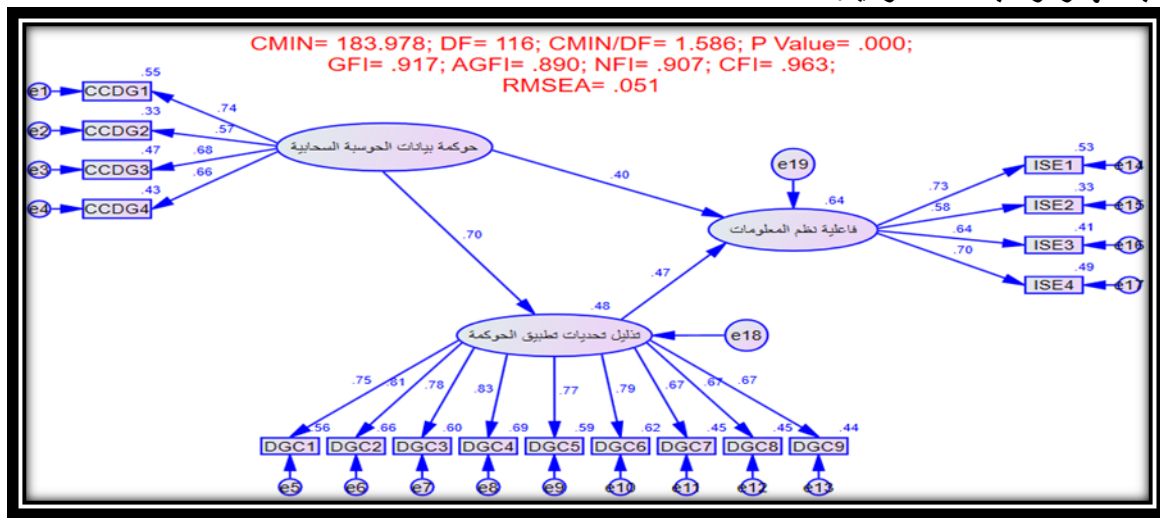 CMIN= 183.978; DF= 116; CMIN/DF= 1.586; P Value= .000;
GFI= .917; AGFI= .890; NFI= .907; CFI= .963;
RMSEA= .051
.55
e1 CCDG1
.74
.33
e2 CCDG2
.57
.47
e3 CCDG3
.68
.66
.43
e4 CCDG4
حوكمة بيانات الحوسبة السحابية
.40
.70
e19
.64
فاعلية نظم المعلومات
.73
.58
.64
.70
.53
ISE1 e14
.33
ISE2 e15
.41
ISE3 e16
.49
ISE4 e17
.47
.48
تذليل تحديات تطبيق الحوكمة
e18
.75 .81 .78 .83 .77 .79 .67 .67 .67
.56 .66 .60 .69 .59 .62 .45 .45 .44
DGC1 DGC2 DGC3 DGC4 DGC5 DGC6 DGC7 DGC8 DGC9
e5 e6 e7 e8 e9 e10 e11 e12 e13